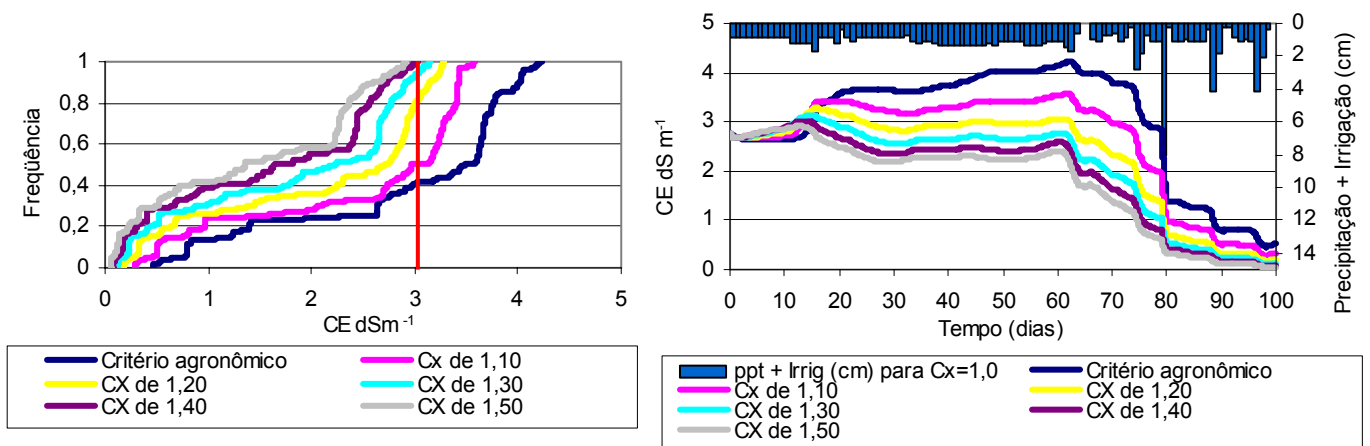 1
0,8
0,6
0,4
0,2
0
Freqüência
0 1 2 3 4 5
CE dSm -1
Critério agronômico Cx de 1,10
CX de 1,20 CX de 1,30
CX de 1,40 CX de 1,50
5
4
3
2
1
0
CE dS m-1
0
2
4
6
8
10
12
14
Precipitação + Irrigação (cm)
0 10 20 30 40 50 60 70 80 90 100
Tempo (dias)
ppt + Irrig (cm) para Cx=1,0 Critério agronômico
Cx de 1,10 CX de 1,20
CX de 1,30 CX de 1,40
CX de 1,50